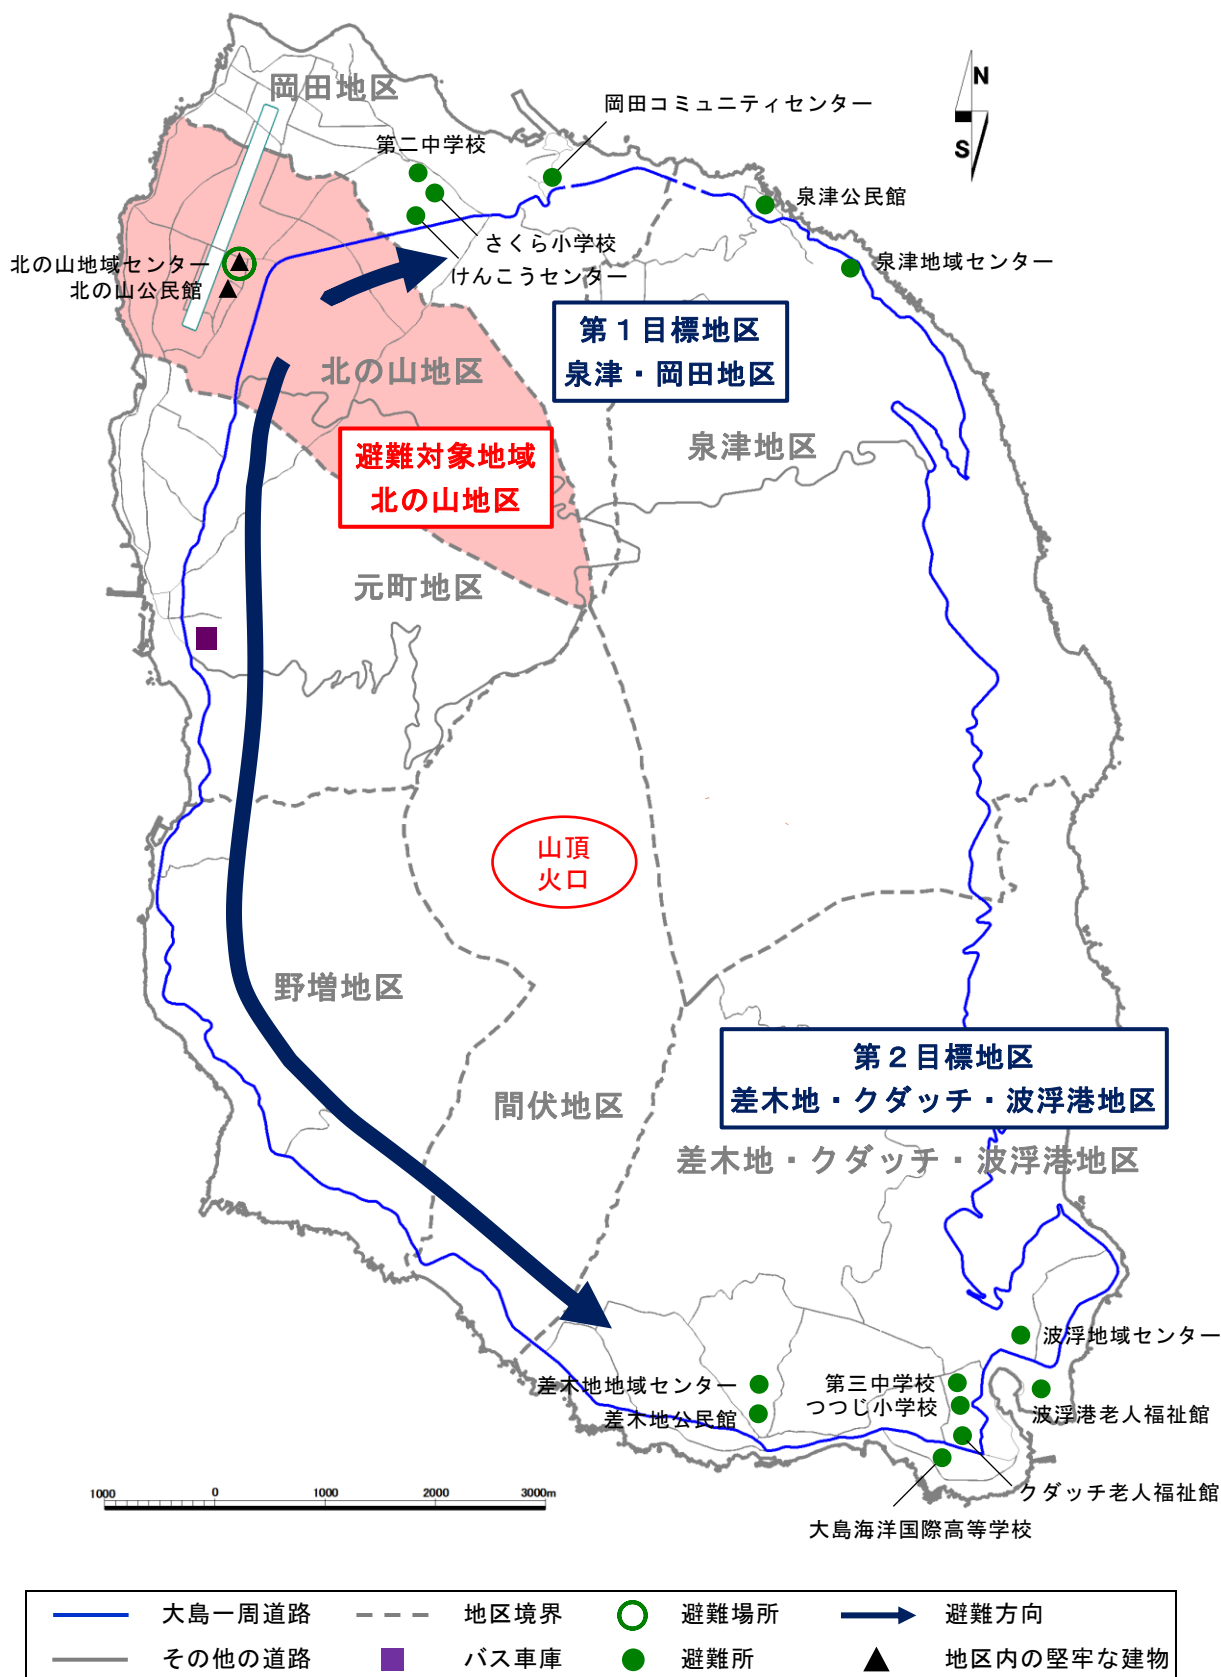 岡田地区
岡田コミュニティセンター
N
S
第二中学校
泉津公民館
さくら小学校
けんこうセンター
北の山地域センター
北の山公民館
泉津地域センター
第1目標地区
泉津・岡田地区
北の山地区
泉津地区
避難対象地域
北の山地区
元町地区
山頂
火口
野増地区
第2目標地区
差木地・クダッチ・波浮港地区
間伏地区
差木地・クダッチ・波浮港地区
波浮地域センター
差木地地域センター
第三中学校
差木地公民館
つつじ小学校
波浮港老人福祉館
クダッチ老人福祉館
大島海洋国際高等学校
1000 0 1000 2000 3000m
大島一周道路 地区境界 避難場所 避難方向
その他の道路 バス車庫 避難所 地区内の堅牢な建物